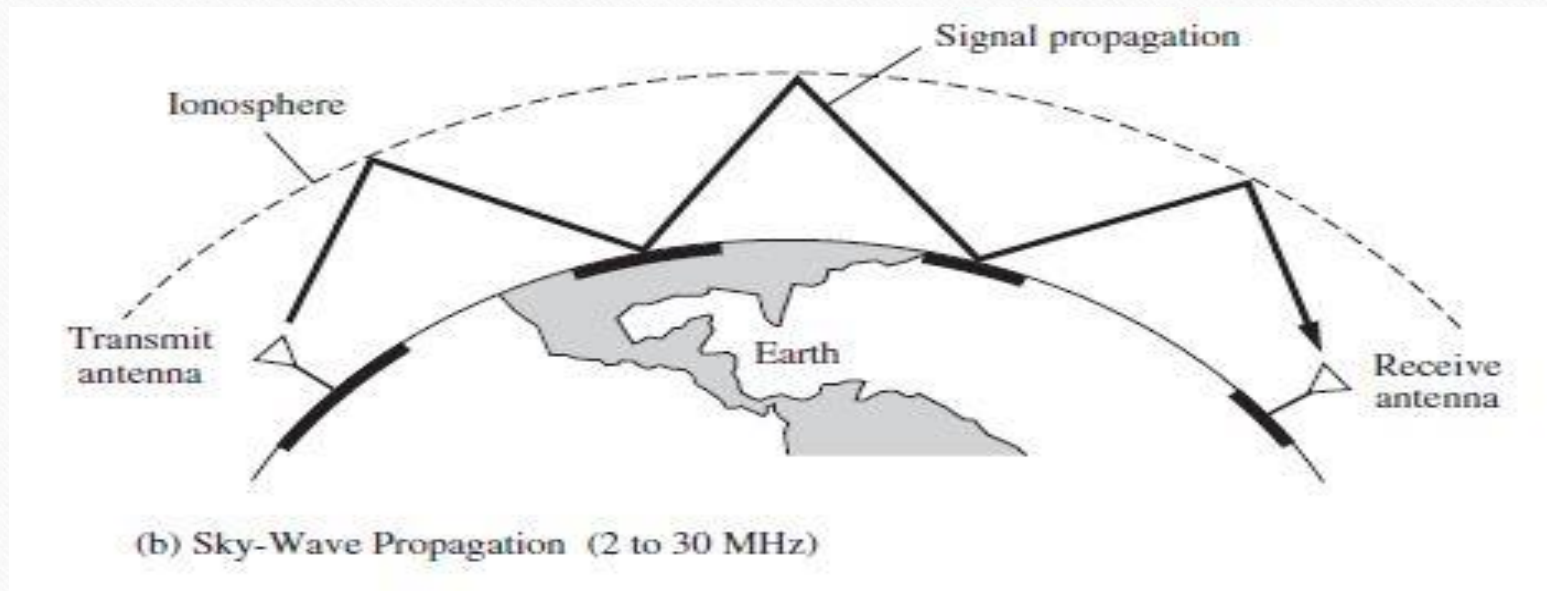 Signal propagation
Ionosphere
Transmit
antenna
Earth
Receive
antenna
(b) Sky-Wave Propagation (2 to 30 MHz)